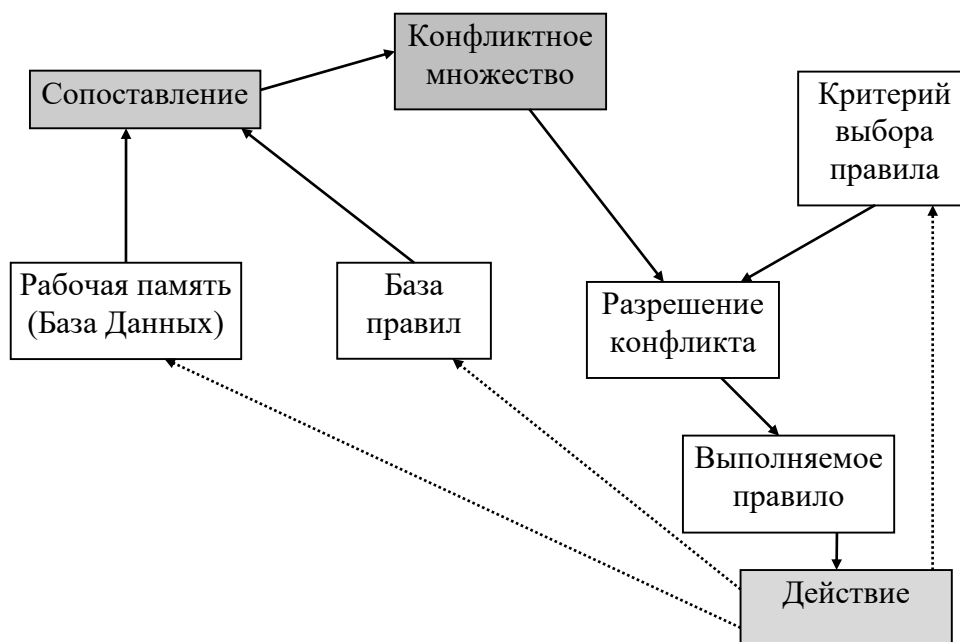 Конфликтное
множество
Сопоставление
Критерий
выбора
правила
Рабочая память
(База Данных)
База
правил
Разрешение
конфликта
Выполняемое
правило
Действие